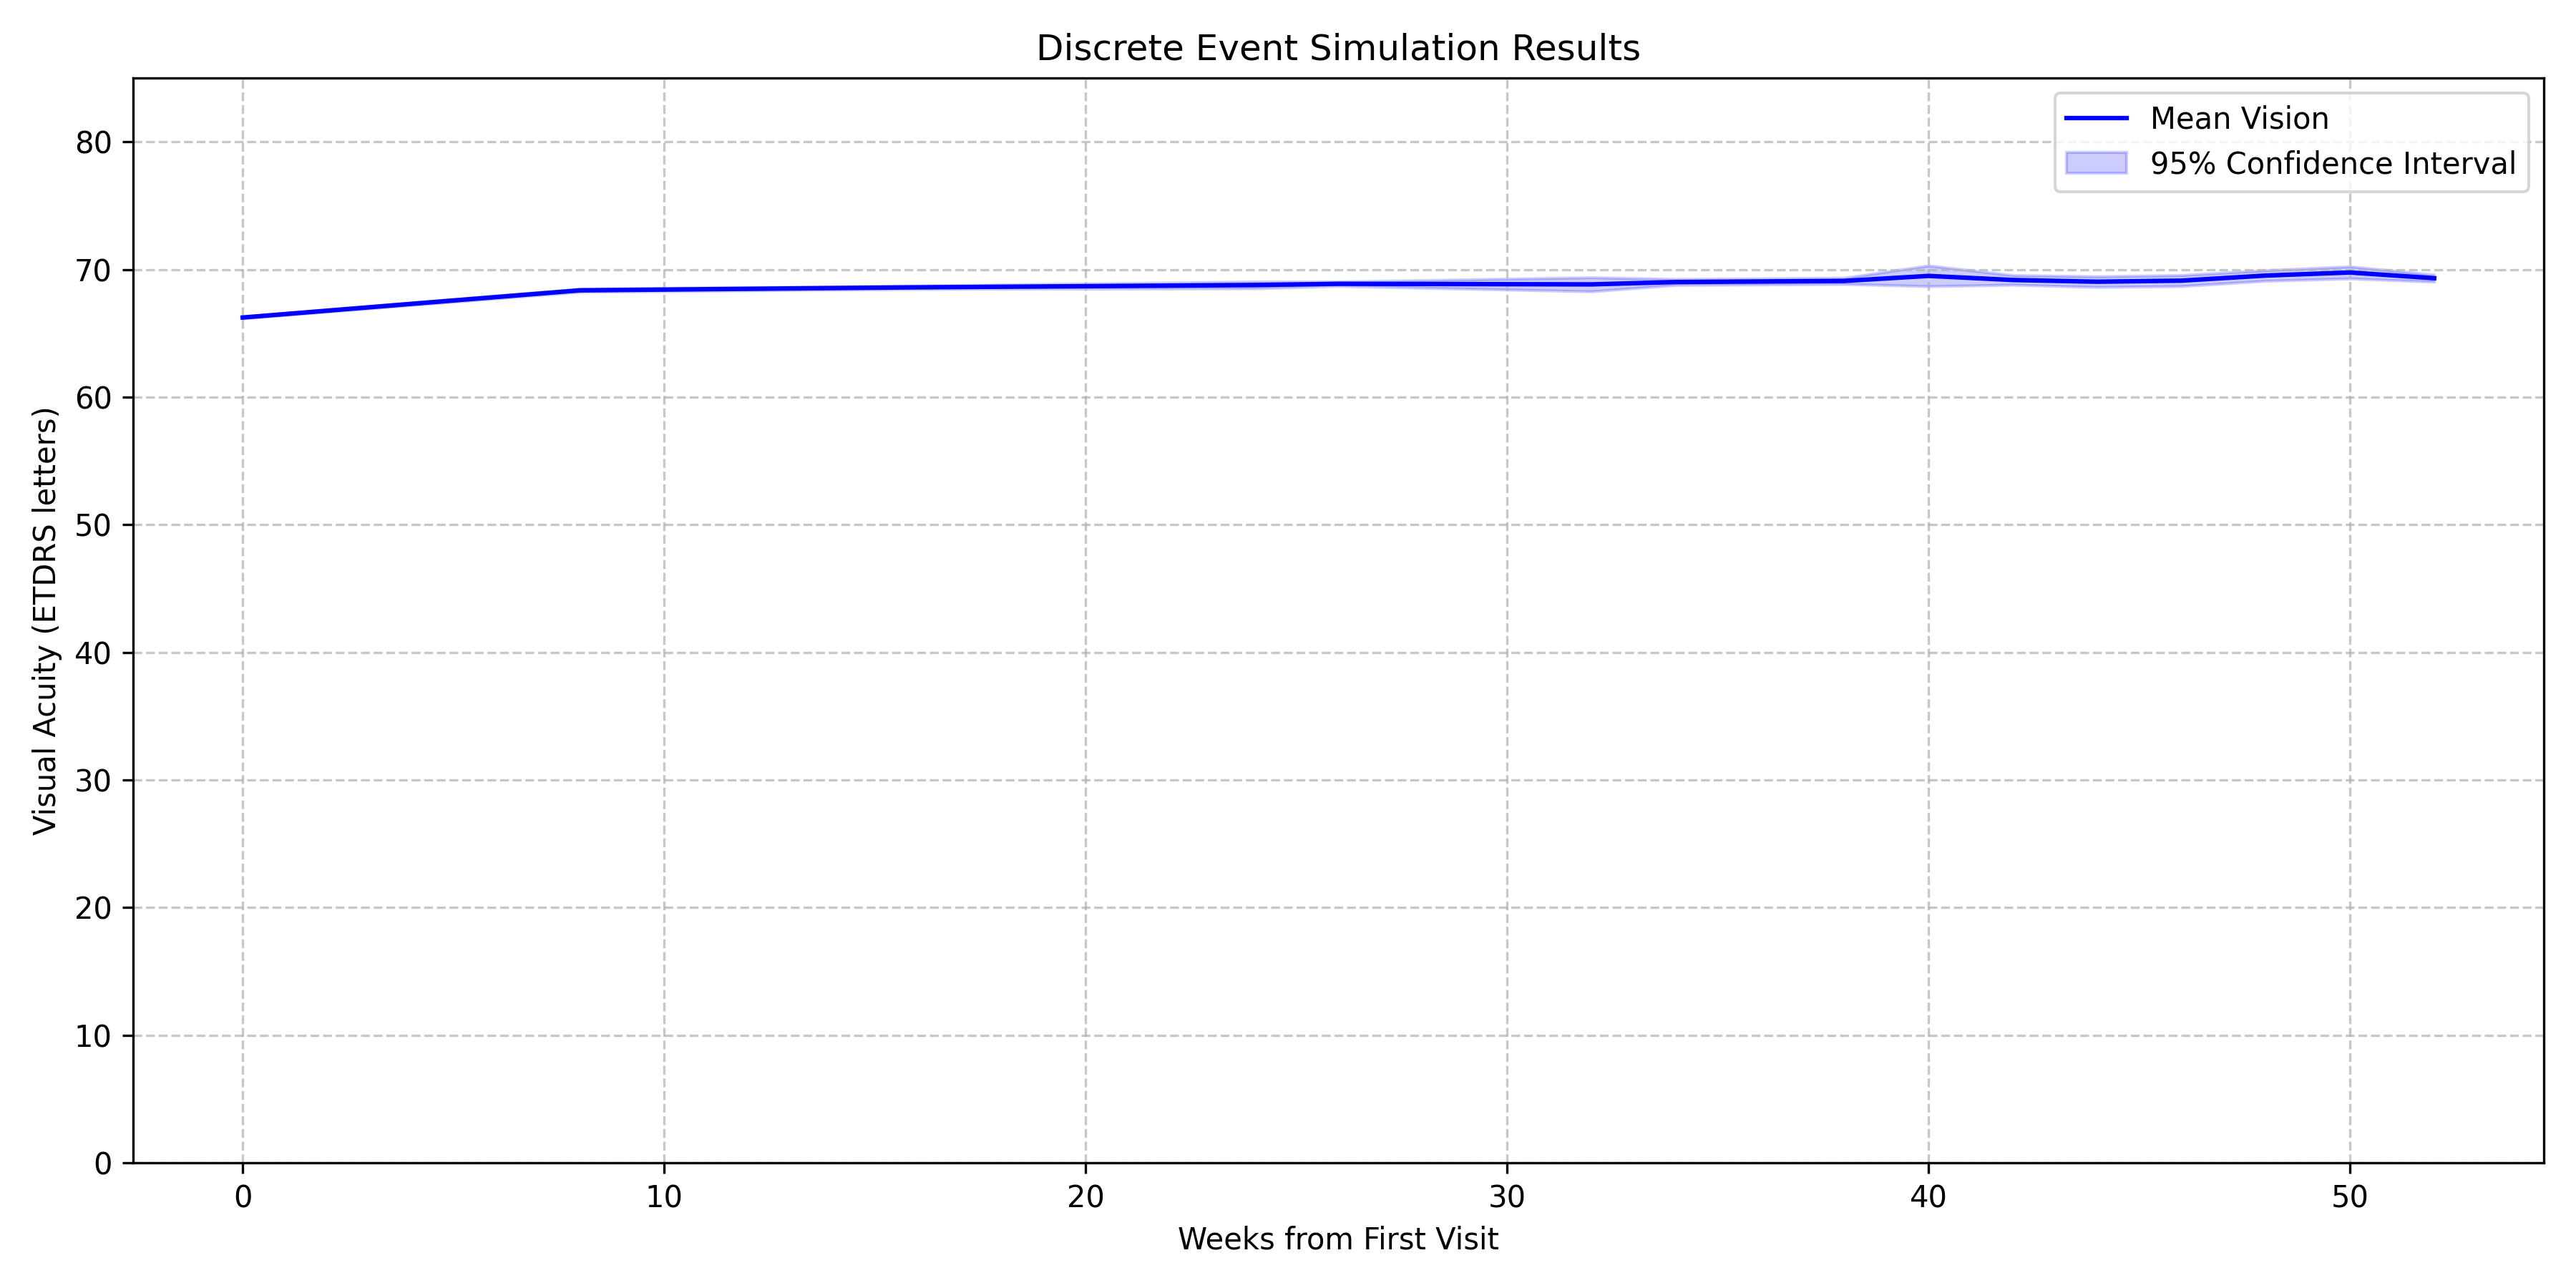 Discrete Event Simulation Results
Mean Vision
95% Confidence Interval
Visual Acuity (ETDRS letters)
80
70
60
50
40
30
20
10
0
0 10 20 30 40 50
Weeks from First Visit